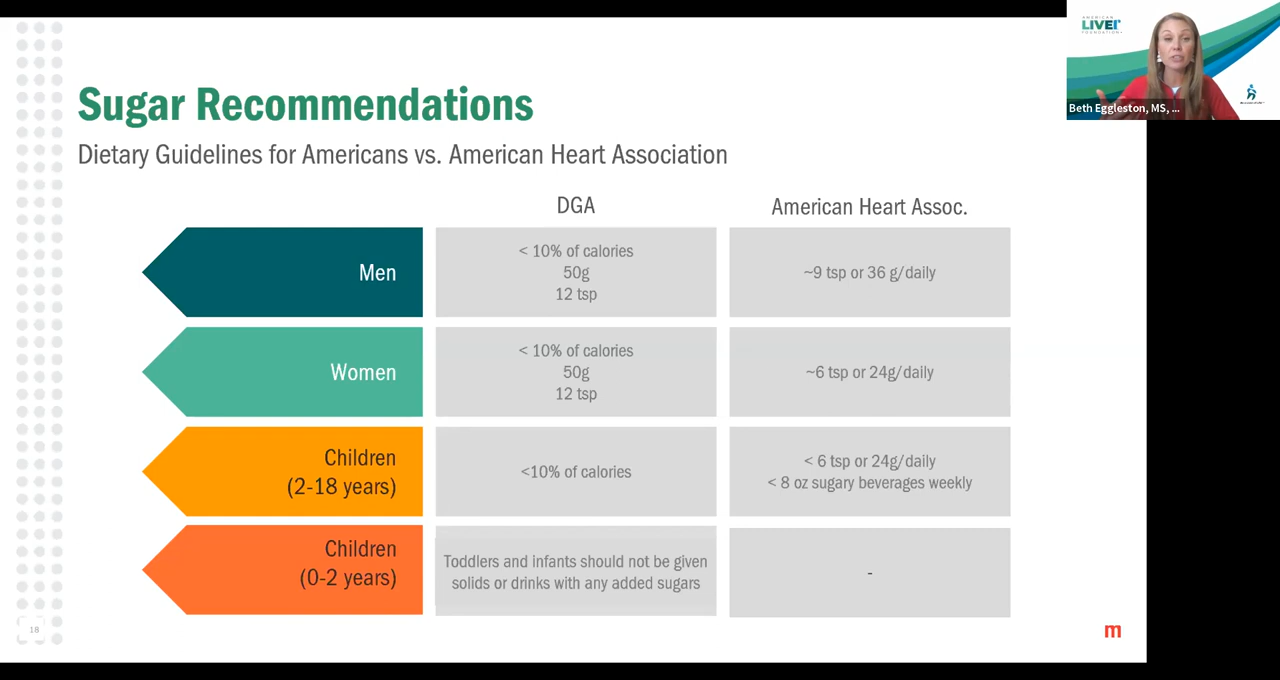 Sugar Recommendations
Dietary Guidelines for Americans vs. American Heart Association
DGA
American Heart Assoc.
Men
< 10% of calories
50g
12 tsp
~9 tsp or 36 g/daily
Women
< 10% of calories
50g
12 tsp
~6 tsp or 24g/daily
Children
(2-18 years)
<10% of calories
< 6 tsp or 24g/daily
< 8 oz sugary beverages weekly
Children
(0-2 years)
Toddlers and infants should not be given
solids or drinks with any added sugars
-
18
m
AMERICAN
LIVER
FOUNDATION
Beth Eggleston, MS, ...